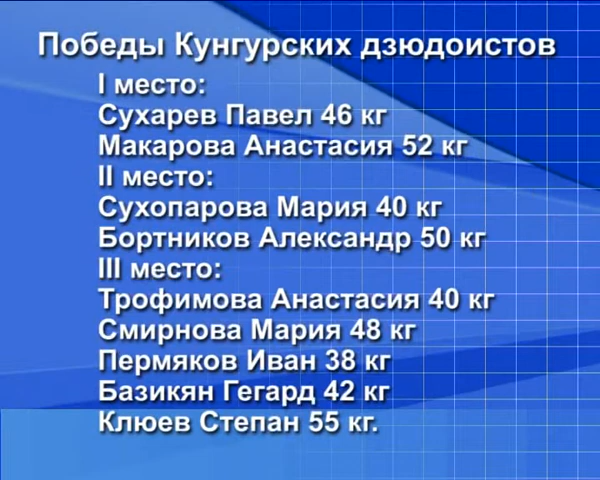 Победы Кунгурских дзюдоистов
I место:
Сухарев Павел 46 кг
Макарова Анастасия 52 кг
II место:
Сухопарова Мария 40 кг
Бортников Александр 50 кг
III место:
Трофимова Анастасия 40 кг
Смирнова Мария 48 кг
Пермяков Иван 38 кг
Базикян Гегард 42 кг
Клюев Степан 55 кг.